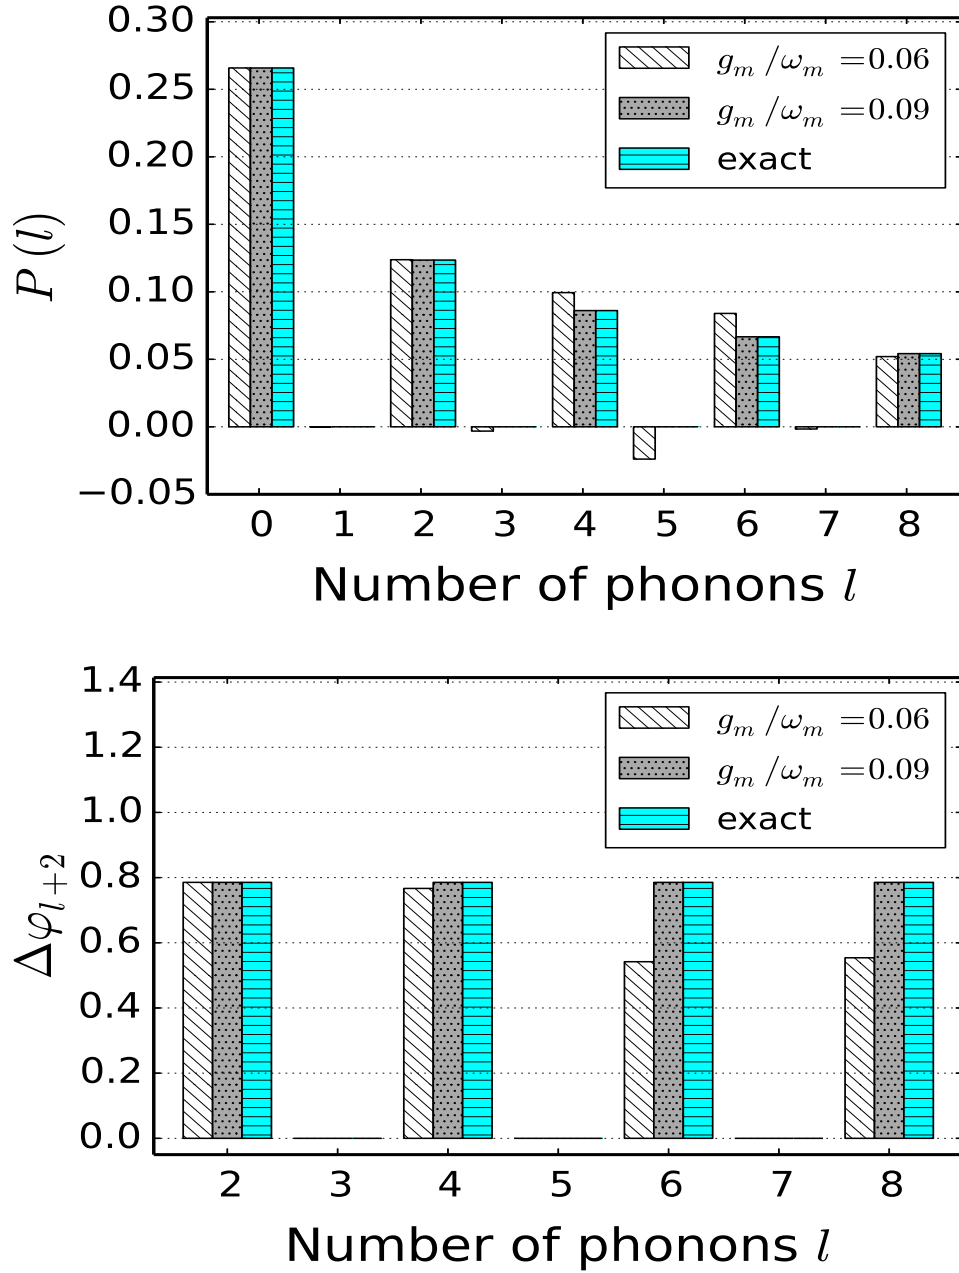 0.30
0.25
0.20
0.15
0.10
0.05
0.00
−0.05
P(l)
g_m/ω_m =0.06
g_m/ω_m =0.09
exact
0 1 2 3 4 5 6 7 8
Number of phonons l
1.4
1.2
1.0
0.8
0.6
0.4
0.2
0.0
Δφ_{l+2}
g_m/ω_m =0.06
g_m/ω_m =0.09
exact
2 3 4 5 6 7 8
Number of phonons l